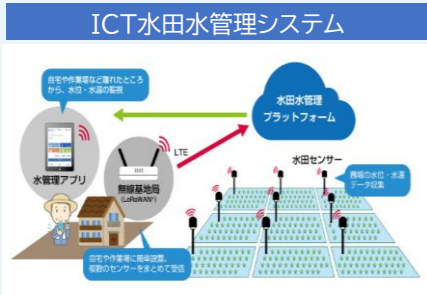 ICT水田水管理システム
自宅や作業場など離れたところ
から、水位・水温の監視
水田水管理
プラットフォーム
LTE
水管理アプリ
無線基地局
(LoRaWAN®)
水田センサー
圃場の水位・水温
データ収集
自宅や作業場に簡単設置。
複数のセンサーをまとめて受信